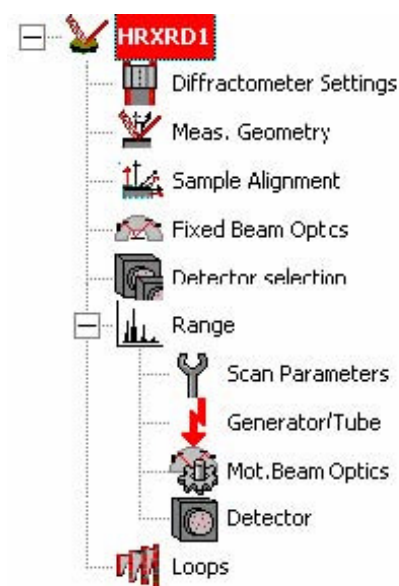 HRXRD1
Diffractometer Settings
Meas. Geometry
Sample Alignment
Fixed Beam Optcs
Detector selection
Range
Scan Parameters
Generator/Tube
Mot.Beam Optics
Detector
Loops